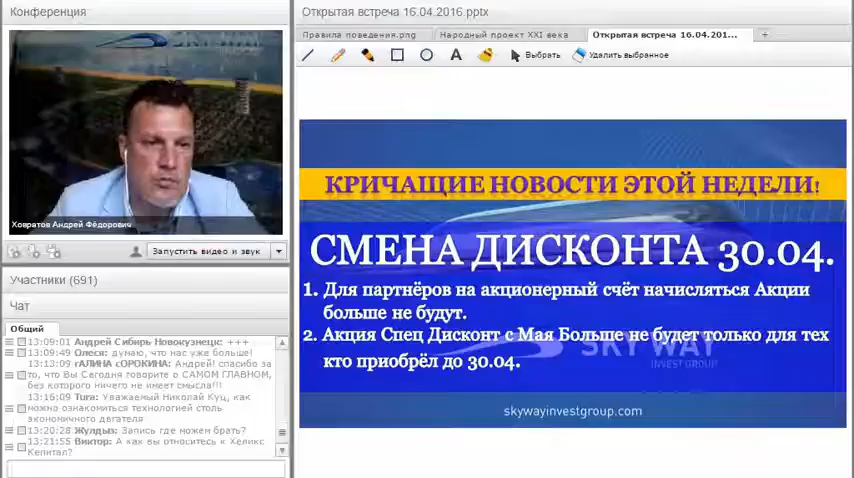 Конференция
Ховратов Андрей Фёдорович
Запустить видео и звук
Участники (691)
Чат
Общий
13:09:01 Андрей Сибирь Новокузнецк: +++
13:09:49 Олеся: думаю, что нас уже больше!
13:13:09 гАЛИНА сОРОКИНА: Андрей! спасибо за
то, что Вы Сегодня говорите о САМОМ ГЛАВНОМ,
без которого ничего не имеет смысла!!!
13:16:09 Tura: Уважаемый Николай Куц, как
можно ознакомиться технологией столь
экономичного двгателя
13:20:28 Жулдыз: Запись где можем брать?
13:21:55 Виктор: А как вы относитесь к Хеликс
Кепитал?
Открытая встреча 16.04.2016.pptx
Правила поведения.png
Народный проект XXI века
Открытая встреча 16.04.201...
+
A
Выбрать
Удалить выбранное
КРИЧАЩИЕ НОВОСТИ ЭТОЙ НЕДЕЛИ!
СМЕНА ДИСКОНТА 30.04.
1. Для партнёров на акционерный счёт начисляться Акции
больше не будут.
2. Акция Спец Дисконт с Мая Больше не будет только для тех
кто приобрёл до 30.04.
SKY WAY
INVEST GROUP
skywayinvestgroup.com